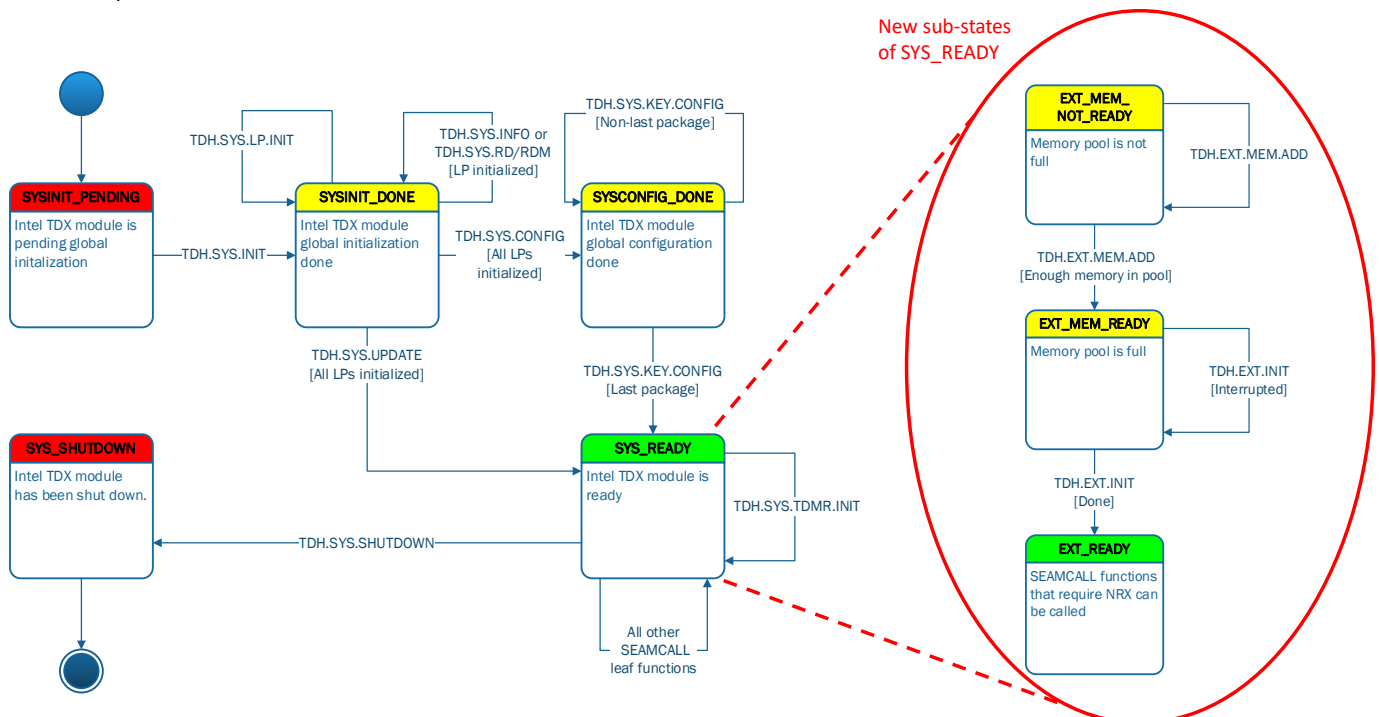 New sub-states
of SYS_READY
TDH.SYS.LP.INIT
TDH.SYS.INFO or
TDH.SYS.RD/RDM
[LP initialized]
TDH.SYS.KEY.CONFIG
[Non-last package]
SYSINIT_PENDING
Intel TDX module is
pending global
initalization
TDH.SYS.INIT
SYSINIT_DONE
Intel TDX module
global initialization
done
TDH.SYS.CONFIG
[All LPs
initialized]
SYSCONFIG_DONE
Intel TDX module
global configuration
done
TDH.SYS.UPDATE
[All LPs initialized]
TDH.SYS.KEY.CONFIG
[Last package]
SYS_SHUTDOWN
Intel TDX module
has been shut down.
TDH.SYS.SHUTDOWN
SYS_READY
Intel TDX module is
ready
TDH.SYS.TDMR.INIT
All other
SEAMCALL
leaf functions
EXT_MEM_
NOT_READY
Memory pool is not
full
TDH.EXT.MEM.ADD
TDH.EXT.MEM.ADD
[Enough memory in pool]
EXT_MEM_READY
Memory pool is full
TDH.EXT.INIT
[Interrupted]
TDH.EXT.INIT
[Done]
EXT_READY
SEAMCALL functions
that require NRX can
be called